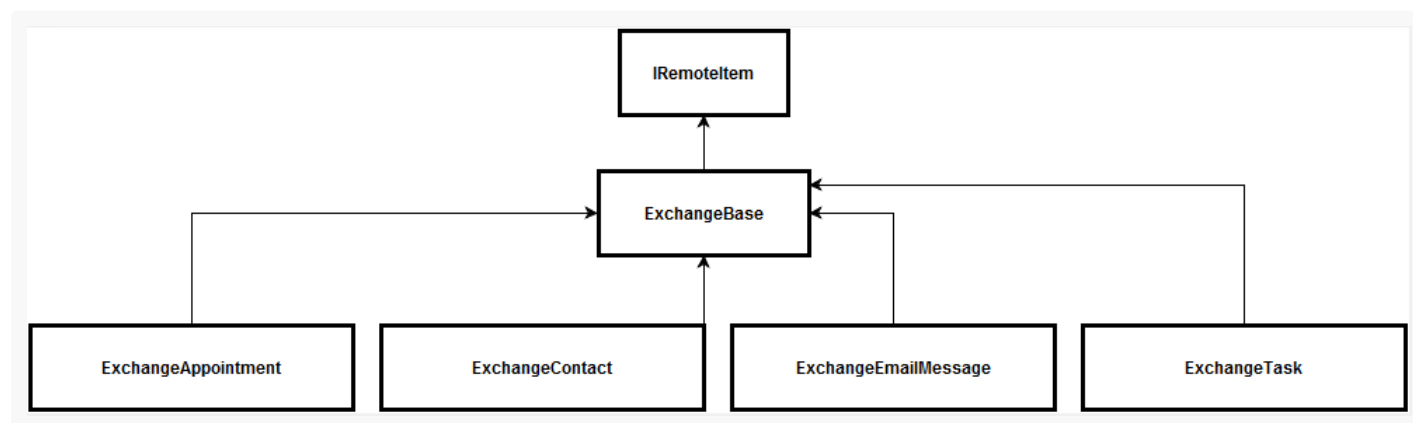 IRemoteItem
ExchangeBase
ExchangeAppointment
ExchangeContact
ExchangeEmailMessage
ExchangeTask